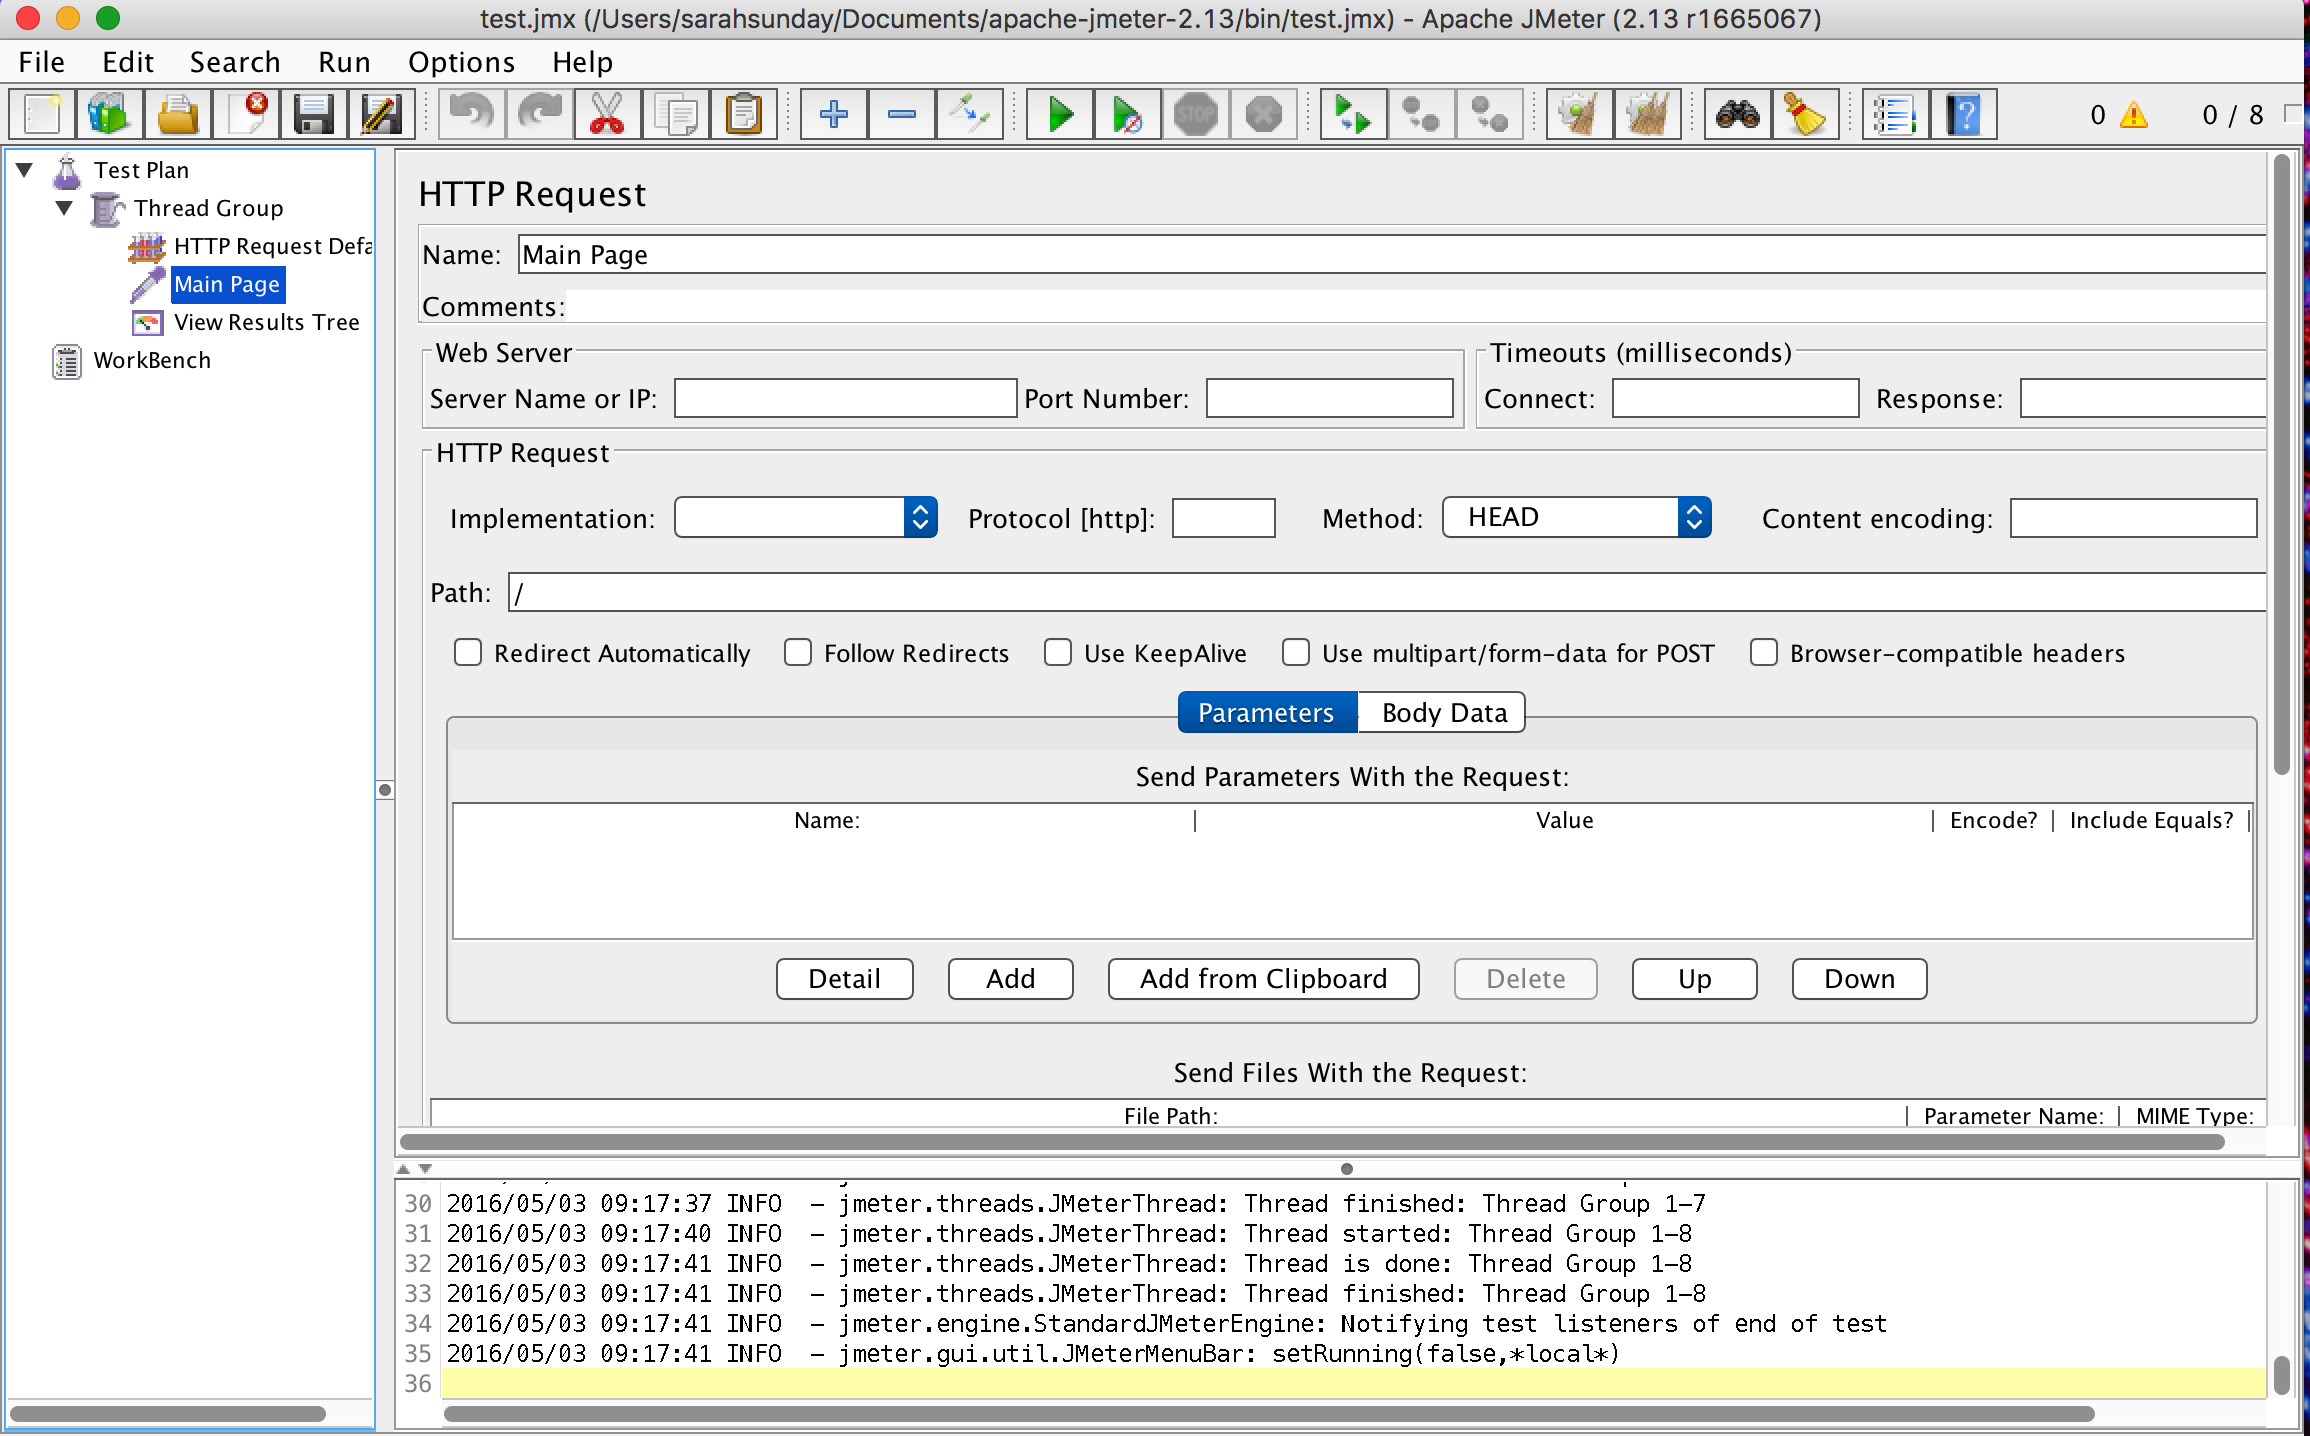 test.jmx (/Users/sarahsunday/Documents/apache-jmeter-2.13/bin/test.jmx) - Apache JMeter (2.13 r1665067)
File Edit Search Run Options Help
STOP ? 0 0 / 8
Test Plan
Thread Group
HTTP Request Defa
Main Page
View Results Tree
WorkBench
HTTP Request
Name: Main Page
Comments:
Web Server Timeouts (milliseconds)
Server Name or IP: Port Number: Connect: Response:
HTTP Request
Implementation: Protocol [http]: Method: HEAD Content encoding:
Path: /
Redirect Automatically Follow Redirects Use KeepAlive Use multipart/form-data for POST Browser-compatible headers
Parameters Body Data
Send Parameters With the Request:
Name: Value Encode? Include Equals?
Detail Add Add from Clipboard Delete Up Down
Send Files With the Request:
File Path: Parameter Name: MIME Type:
30 2016/05/03 09:17:37 INFO - jmeter.threads.JMeterThread: Thread finished: Thread Group 1-7
31 2016/05/03 09:17:40 INFO - jmeter.threads.JMeterThread: Thread started: Thread Group 1-8
32 2016/05/03 09:17:41 INFO - jmeter.threads.JMeterThread: Thread is done: Thread Group 1-8
33 2016/05/03 09:17:41 INFO - jmeter.threads.JMeterThread: Thread finished: Thread Group 1-8
34 2016/05/03 09:17:41 INFO - jmeter.engine.StandardJMeterEngine: Notifying test listeners of end of test
35 2016/05/03 09:17:41 INFO - jmeter.gui.util.JMeterMenuBar: setRunning(false,*local*)
36